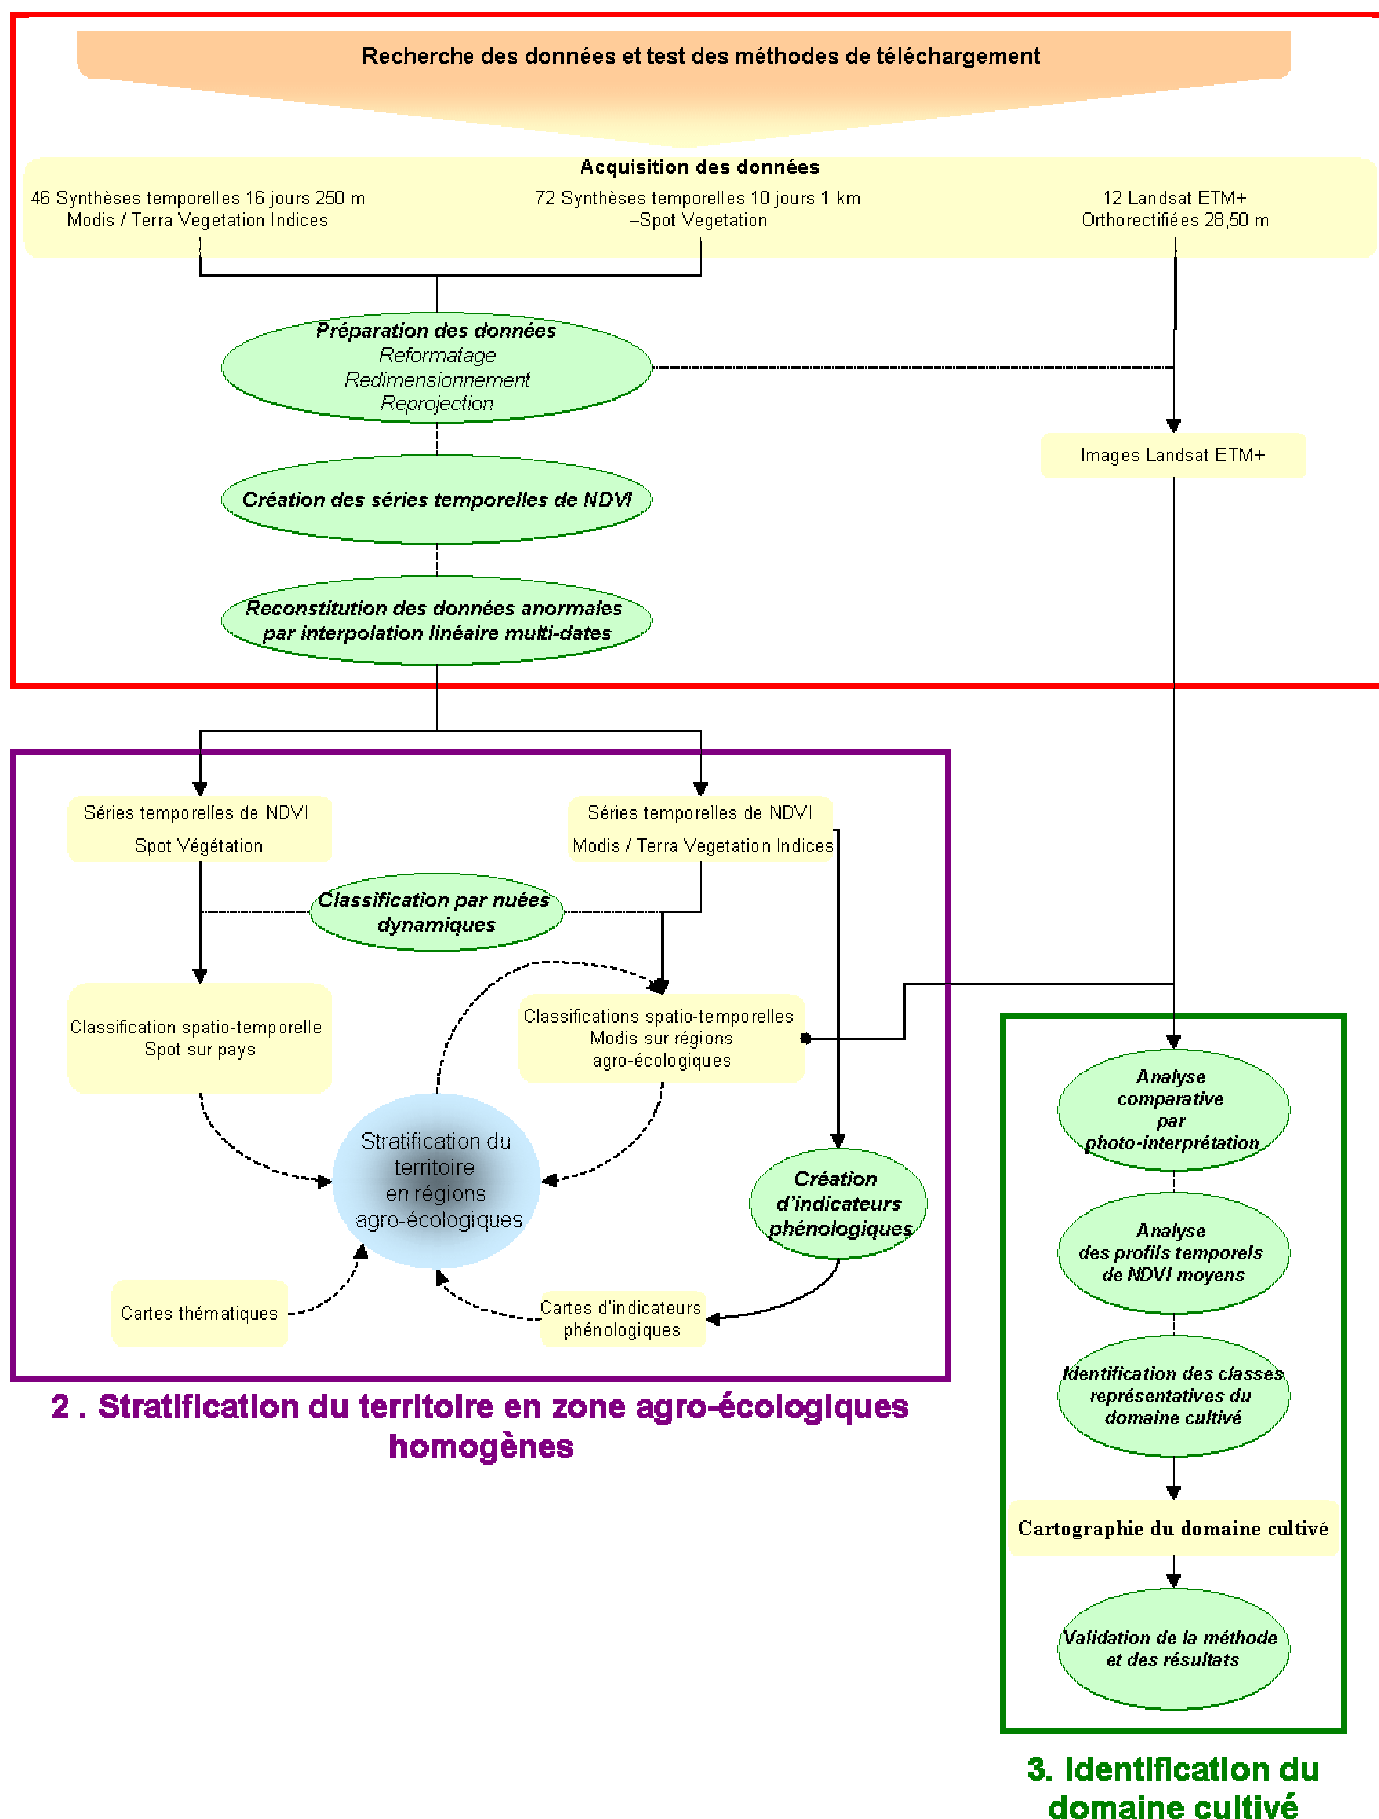 Recherche des données et test des méthodes de téléchargement
Acquisition des données
46 Synthèses temporelles 16 jours 250 m
Modis / Terra Vegetation Indices
72 Synthèses temporelles 10 jours 1 km
–Spot Vegetation
12 Landsat ETM+
Orthorectifiées 28,50 m
Préparation des données
Reformatage
Redimensionnement
Reprojection
Images Landsat ETM+
Création des séries temporelles de NDVI
Reconstitution des données anormales
par interpolation linéaire multi-dates
Séries temporelles de NDVI
Spot Végétation
Séries temporelles de NDVI
Modis / Terra Vegetation Indices
Classification par nuées
dynamiques
Classification spatio-temporelle
Spot sur pays
Classifications spatio-temporelles
Modis sur régions
agro-écologiques
Stratification du
territoire
en régions
agro-écologiques
Création
d'indicateurs
phénologiques
Cartes thématiques
Cartes d'indicateurs
phénologiques
2 . Stratification du territoire en zone agro-écologiques
homogènes
Analyse
comparative
par
photo-interprétation
Analyse
des profils temporels
de NDVI moyens
Identification des classes
représentatives du
domaine cultivé
Cartographie du domaine cultivé
Validation de la méthode
et des résultats
3. Identification du
domaine cultivé